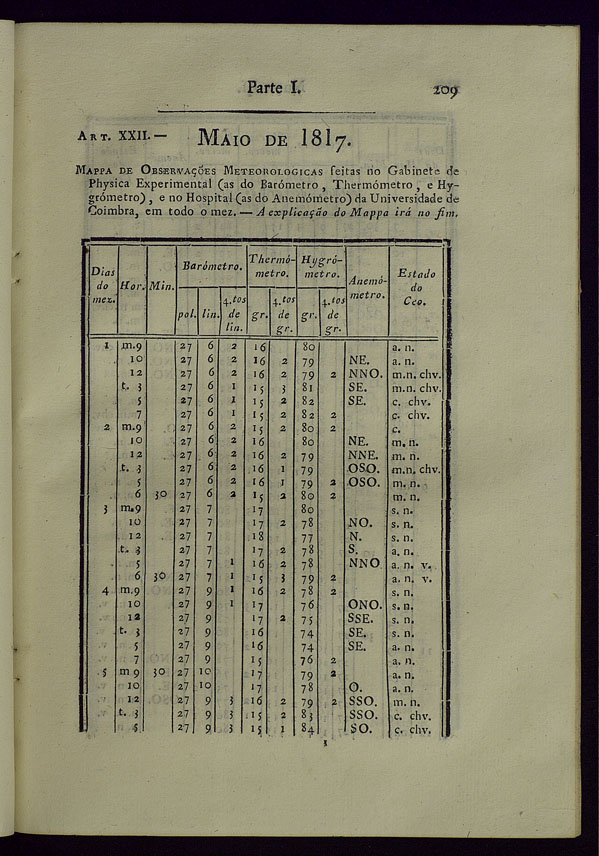 Parte I. 209
ART. XXII.— MAIO DE 1817.
MAPPA DE OBSERVAÇÕES METEOROLOGICAS feitas no Gabinete de
Physica Experimental (as do Barómetro, Thermómetro, e Hy-
grómetro), e no Hospital (as do Anemómetro) da Universidade de
Coimbra, em todo o mez. — A explicação do Mappa irá no fim.
Dias do mez. Hor. Min. Barómetro. Thermómetro. Hygrómetro. Anemómetro. Estado do Ceo.
pol. lin. 4.tos de lin. gr. 4.tos de gr. gr. 4.tos de gr.
1 m.9 27 6 2 16 80 a. n.
10 27 6 2 16 2 79 NE. a. n.
12 27 6 2 16 2 79 2 NNO. m.n. chv.
t. 3 27 6 1 15 3 81 SE. m.n. chv.
5 27 6 1 15 2 82 SE. c. chv.
7 27 6 1 15 2 82 2 c. chv.
2 m.9 27 6 2 15 2 80 2 c.
10 27 6 2 16 80 NE. m. n.
12 27 6 2 16 2 79 NNE. m. n.
t. 3 27 6 2 16 1 79 OSO. m.n. chv.
5 27 6 2 16 1 79 2 OSO. m. n.
6 30 27 6 2 15 2 80 2 m. n.
3 m.9 27 7 17 80 s. n.
10 27 7 17 2 78 NO. s. n.
12 27 7 18 77 N. s. n.
t. 3 27 7 17 2 78 S. a. n.
5 27 7 1 16 2 78 NNO a. n. v.
6 30 27 7 1 15 3 79 2 a. n. v.
4 m.9 27 9 1 16 2 78 2 s. n.
10 27 9 1 17 76 ONO. s. n.
12 27 9 17 2 75 SSE. s. n.
t. 3 27 9 16 74 SE. s. n.
5 27 9 16 74 SE. a. n.
7 27 9 15 76 2 a. n.
5 m 9 30 27 10 17 79 2 a. n.
10 27 10 17 78 O. a. n.
12 27 9 3 16 2 79 2 SSO. m. n.
t. 3 27 9 3 15 2 83 SSO. c. chv.
5 27 9 3 15 1 84 SO. c. chv.